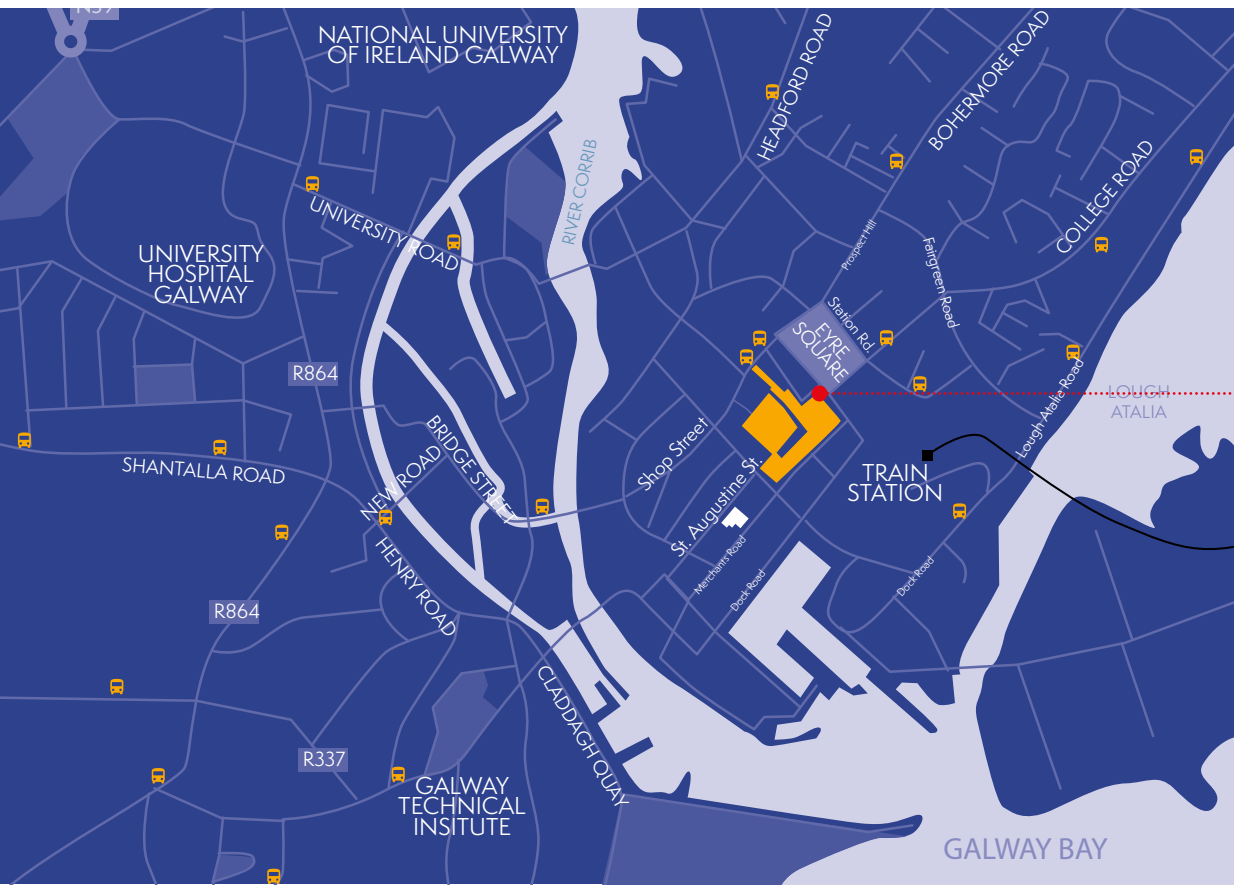 N59
NATIONAL UNIVERSITY
OF IRELAND GALWAY
HEADFORD ROAD
BOHERMORE ROAD
COLLEGE ROAD
RIVER CORRIB
UNIVERSITY ROAD
UNIVERSITY
HOSPITAL
GALWAY
Prospect Hill
Fairgreen Road
Station Rd.
EYRE
SQUARE
R864
LOUGH
ATALIA
Lough Atalia Road
BRIDGE STREET
Shop Street
St. Augustine St.
SHANTALLA ROAD
NEW ROAD
TRAIN
STATION
HENRY ROAD
Merchants Road
Dock Road
Dock Road
R864
CLADDAGH QUAY
R337
GALWAY
TECHNICAL
INSITUTE
GALWAY BAY